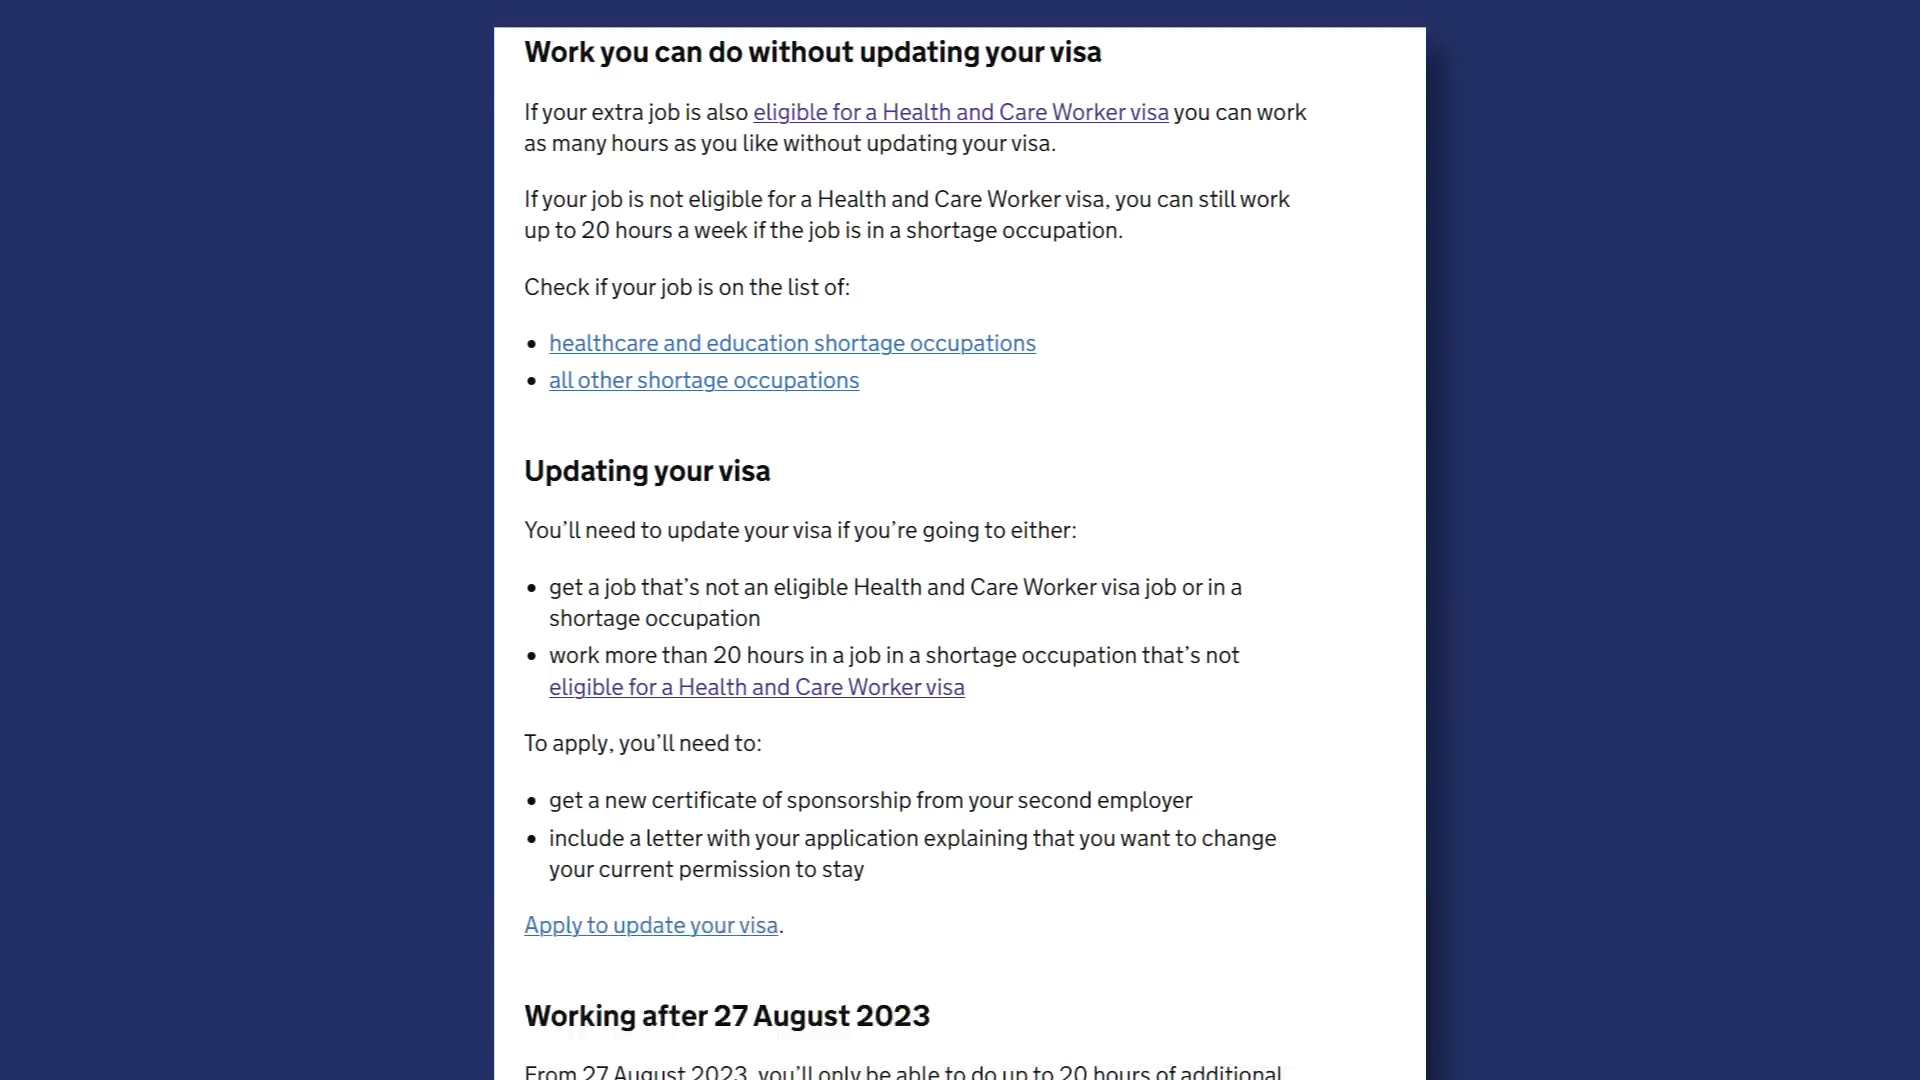 Work you can do without updating your visa
If your extra job is also eligible for a Health and Care Worker visa you can work
as many hours as you like without updating your visa.
If your job is not eligible for a Health and Care Worker visa, you can still work
up to 20 hours a week if the job is in a shortage occupation.
Check if your job is on the list of:
• healthcare and education shortage occupations
• all other shortage occupations
Updating your visa
You’ll need to update your visa if you’re going to either:
• get a job that’s not an eligible Health and Care Worker visa job or in a
shortage occupation
• work more than 20 hours in a job in a shortage occupation that’s not
eligible for a Health and Care Worker visa
To apply, you’ll need to:
• get a new certificate of sponsorship from your second employer
• include a letter with your application explaining that you want to change
your current permission to stay
Apply to update your visa.
Working after 27 August 2023
From 27 August 2023, you’ll only be able to do up to 20 hours of additional